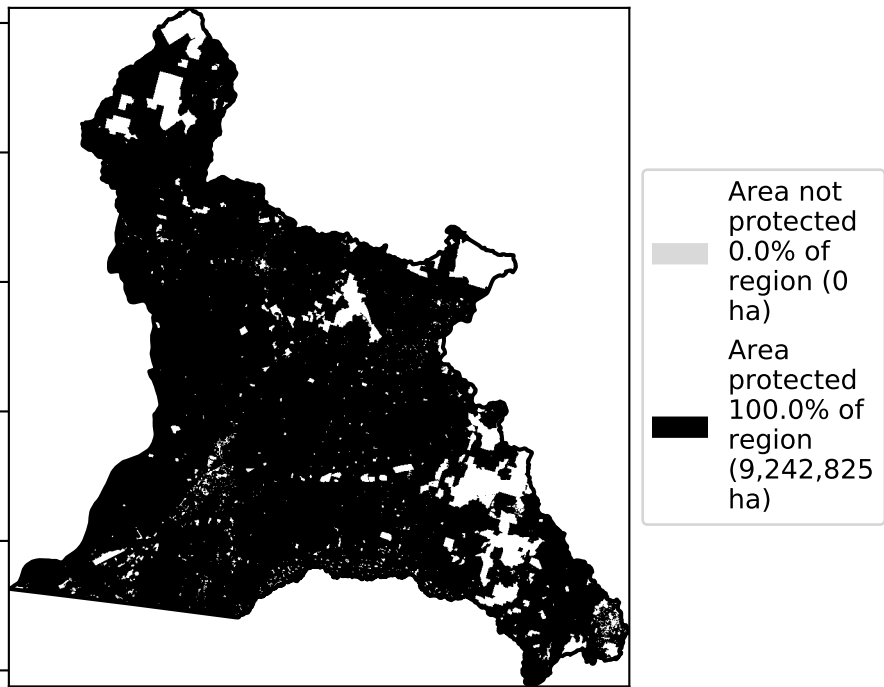 Area not
protected
0.0% of
region (0
ha)
Area
protected
100.0% of
region
(9,242,825
ha)